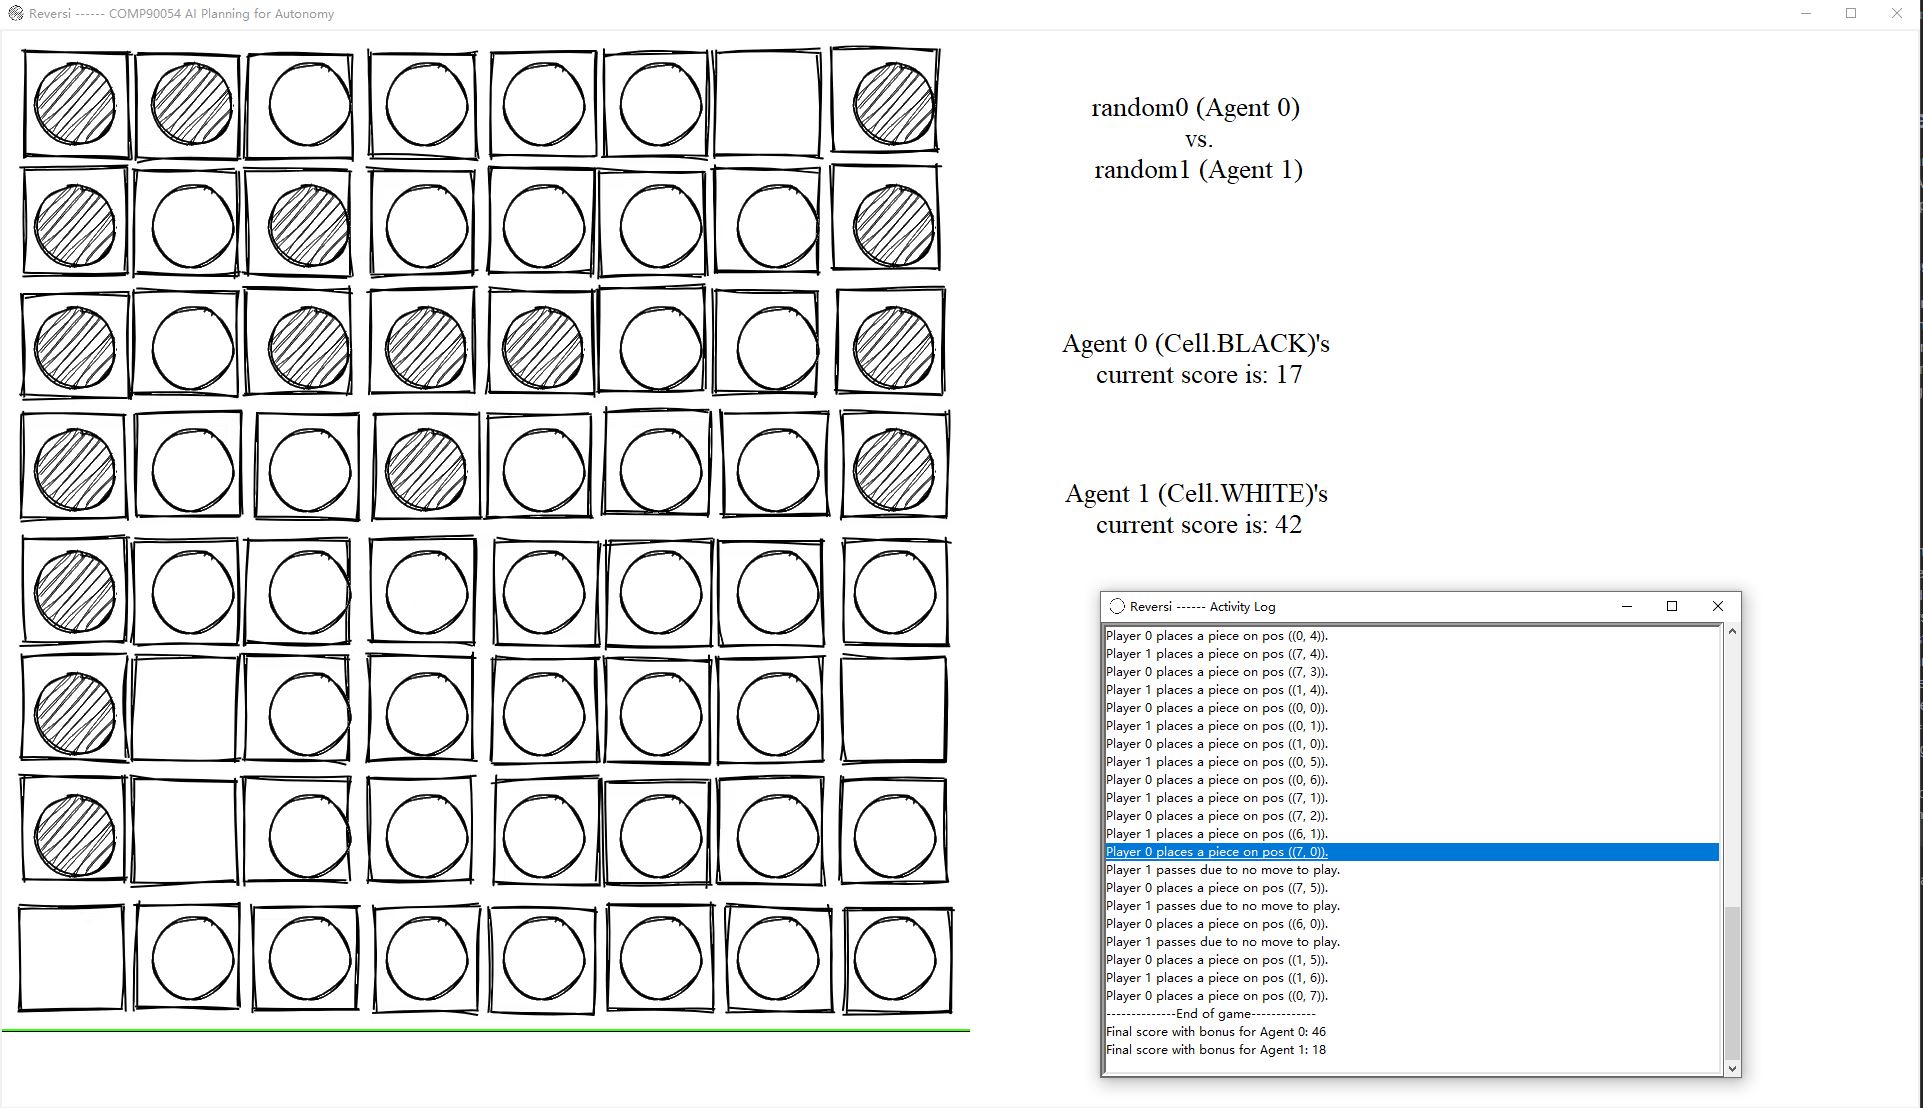 Reversi ------ COMP90054 AI Planning for Autonomy
random0 (Agent 0)
vs.
random1 (Agent 1)
Agent 0 (Cell.BLACK)'s
current score is: 17
Agent 1 (Cell.WHITE)'s
current score is: 42
Reversi ------ Activity Log
Player 0 places a piece on pos ((0, 4)).
Player 1 places a piece on pos ((7, 4)).
Player 0 places a piece on pos ((7, 3)).
Player 1 places a piece on pos ((1, 4)).
Player 0 places a piece on pos ((0, 0)).
Player 1 places a piece on pos ((0, 1)).
Player 0 places a piece on pos ((1, 0)).
Player 1 places a piece on pos ((0, 5)).
Player 0 places a piece on pos ((0, 6)).
Player 1 places a piece on pos ((7, 1)).
Player 0 places a piece on pos ((7, 2)).
Player 1 places a piece on pos ((6, 1)).
Player 0 places a piece on pos ((7, 0)).
Player 1 passes due to no move to play.
Player 0 places a piece on pos ((7, 5)).
Player 1 passes due to no move to play.
Player 0 places a piece on pos ((6, 0)).
Player 1 passes due to no move to play.
Player 0 places a piece on pos ((1, 5)).
Player 1 places a piece on pos ((1, 6)).
Player 0 places a piece on pos ((0, 7)).
--------------End of game-------------
Final score with bonus for Agent 0: 46
Final score with bonus for Agent 1: 18